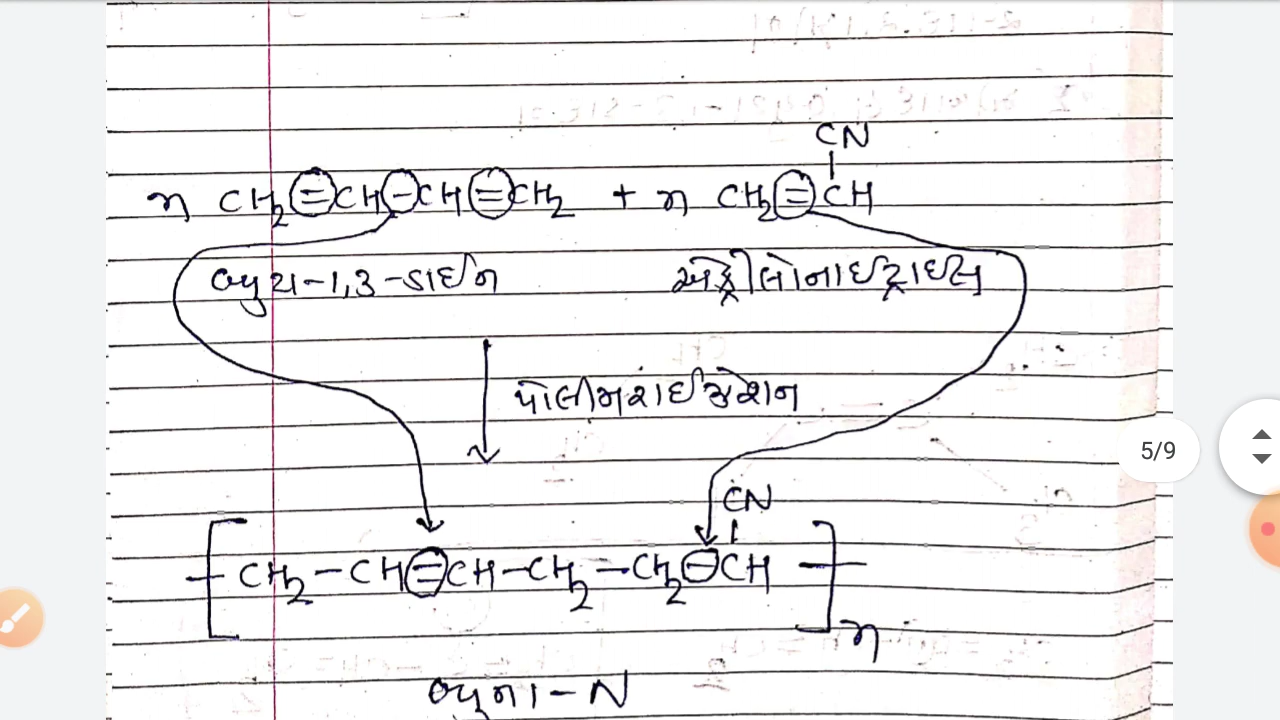 CN
n CH₂=CH-CH=CH₂ + n CH₂=CH
બ્યુટા-1,3-ડાઈન એક્રીલોનાઈટ્રાઈલ
પોલીમરાઈઝેશન
CN
[CH₂-CH=CH-CH₂-CH₂-CH]n
બ્યુના-N
5/9